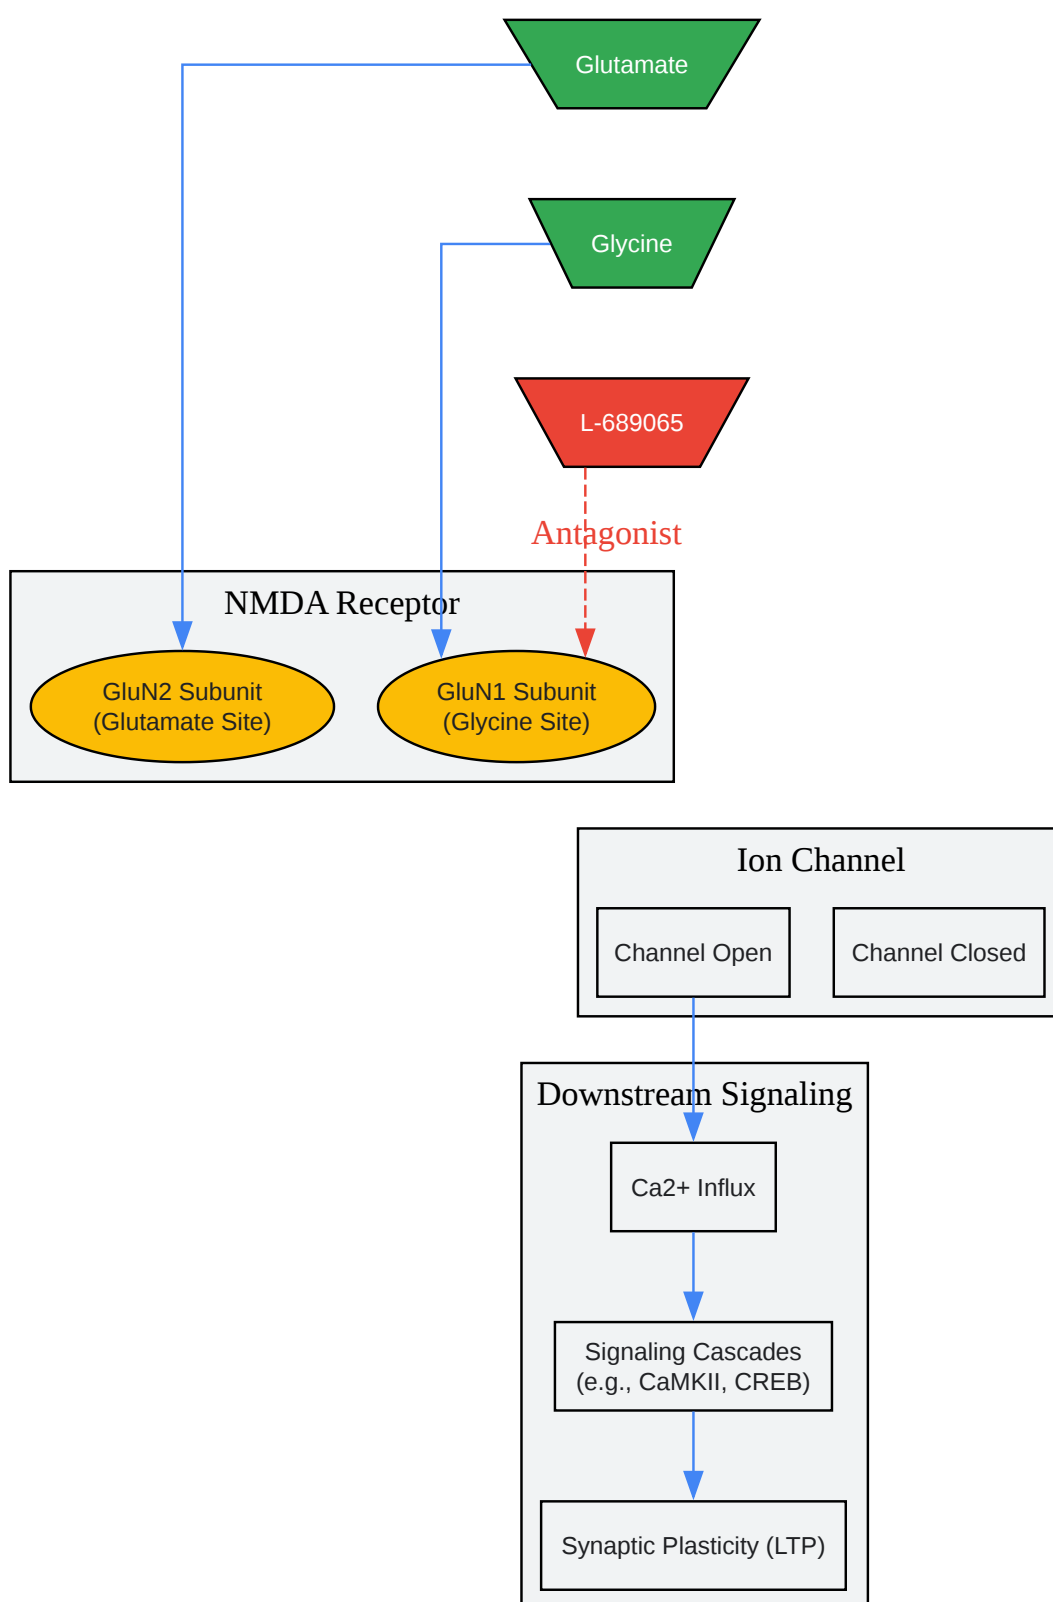 Glutamate
Glycine
L-689065
Antagonist
NMDA Receptor
GluN2 Subunit
(Glutamate Site)
GluN1 Subunit
(Glycine Site)
Ion Channel
Channel Open
Channel Closed
Downstream Signaling
Ca2+ Influx
Signaling Cascades
(e.g., CaMKII, CREB)
Synaptic Plasticity (LTP)